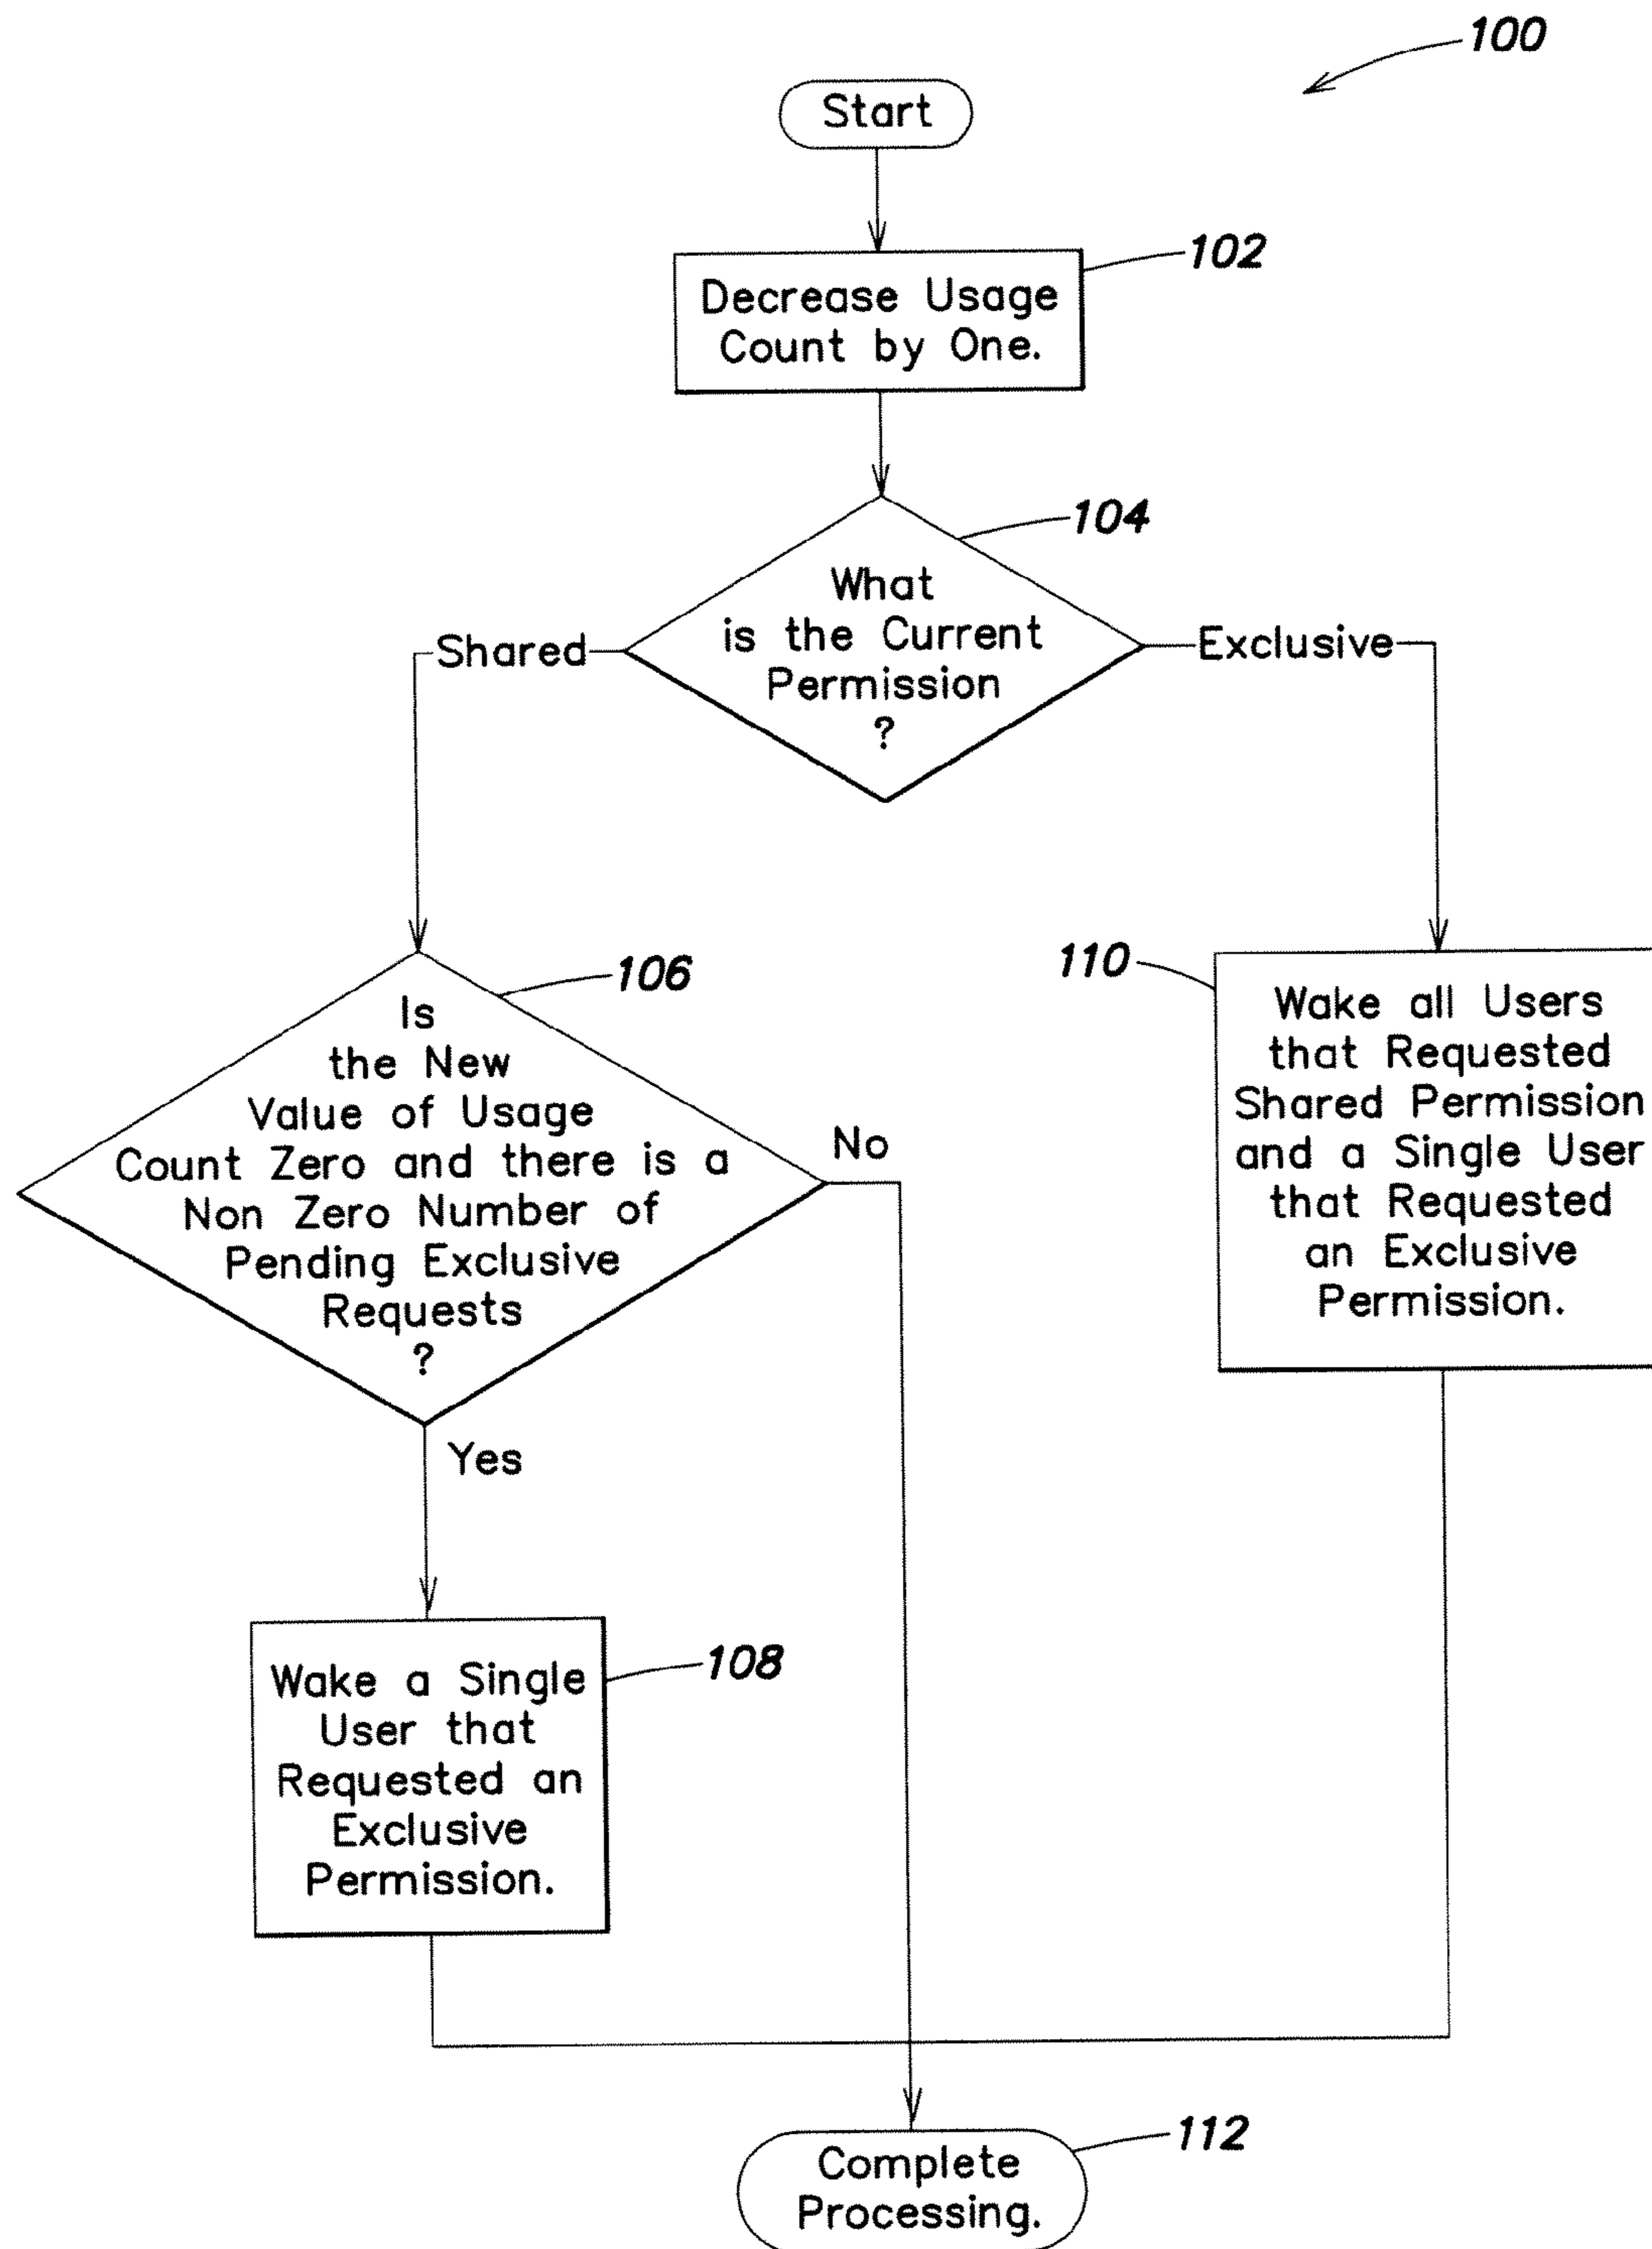 100
Start
102
Decrease Usage
Count by One.
104
What
is the Current
Permission
?
Shared
Exclusive
106
Is
the New
Value of Usage
Count Zero and there is a
Non Zero Number of
Pending Exclusive
Requests
?
No
Yes
110
Wake all Users
that Requested
Shared Permission
and a Single User
that Requested
an Exclusive
Permission.
108
Wake a Single
User that
Requested an
Exclusive
Permission.
112
Complete
Processing.